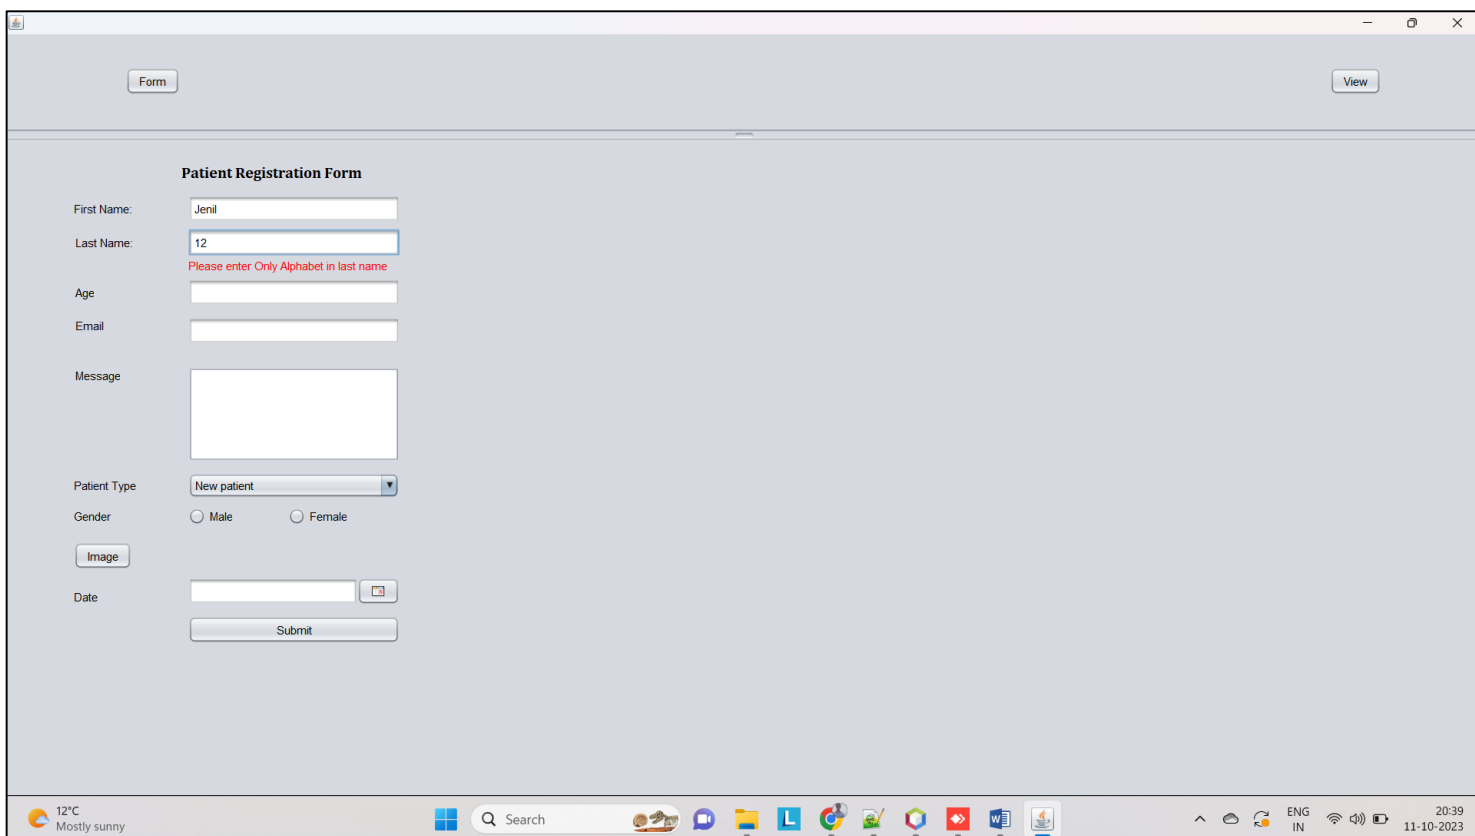 Form
View
Patient Registration Form
First Name: Jenil
Last Name: 12
Please enter Only Alphabet in last name
Age
Email
Message
Patient Type New patient
Gender Male Female
Image
Date
Submit
12°C
Mostly sunny
Search
L
W
ENG
IN
20:39
11-10-2023